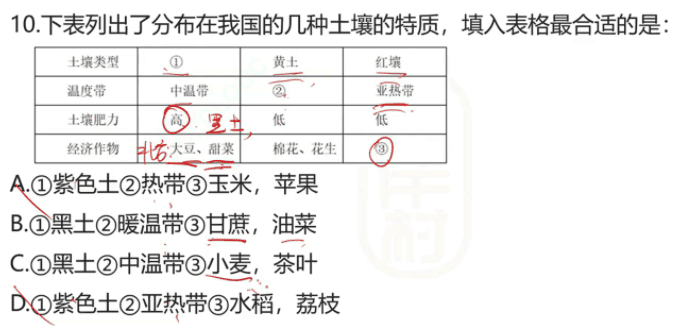 10.下表列出了分布在我国的几种土壤的特质，填入表格最合适的是：
土壤类型 ① 黄土 红壤
温度带 中温带 ② 亚热带
土壤肥力 高 黑土， 低 低
经济作物 北方 大豆、甜菜 棉花、花生 ③
A.①紫色土②热带③玉米，苹果
B.①黑土②暖温带③甘蔗，油菜
C.①黑土②中温带③小麦，茶叶
D.①紫色土②亚热带③水稻，荔枝